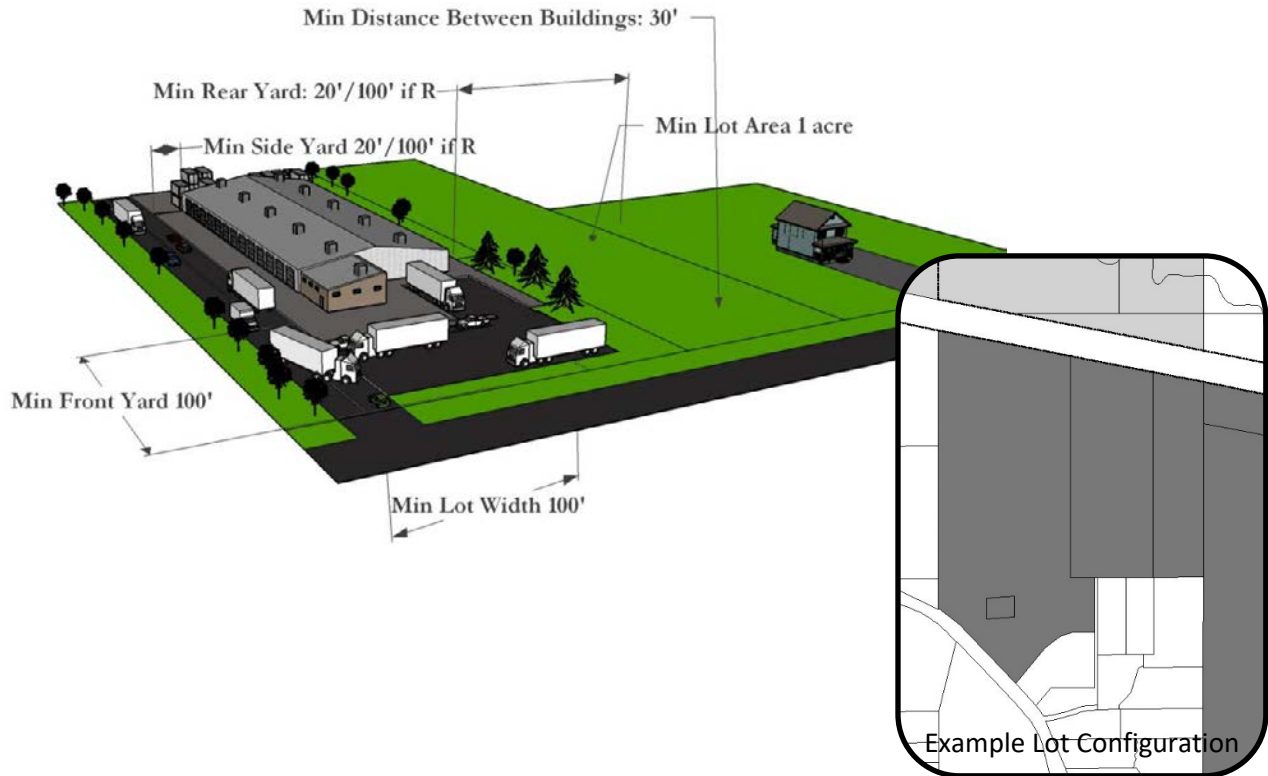 Min Distance Between Buildings: 30'
Min Rear Yard: 20'/100' if R
Min Lot Area 1 acre
Min Side Yard 20'/100' if R
Min Front Yard 100'
Min Lot Width 100'
Example Lot Configuration